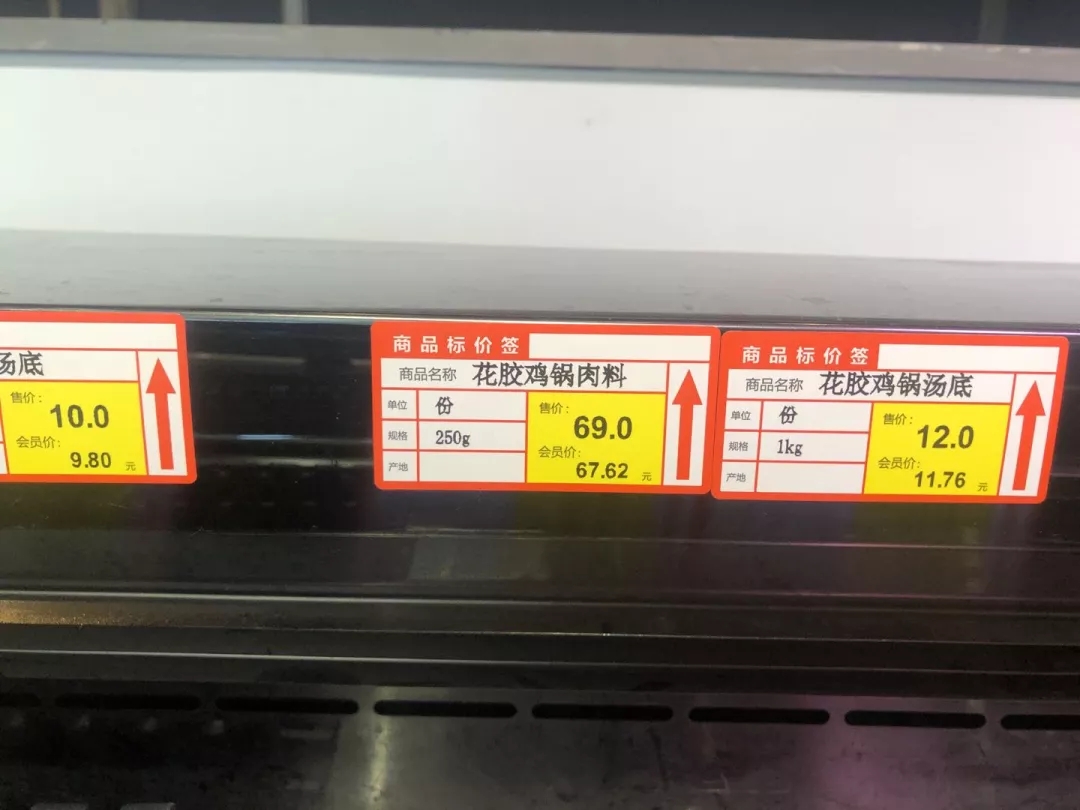 汤底
售价：
10.0
会员价：
9.80 元
商品标价签
商品名称 花胶鸡锅肉料
单位 份
规格 250g
产地
售价：
69.0
会员价：
67.62 元
商品标价签
商品名称 花胶鸡锅汤底
单位 份
规格 1kg
产地
售价：
12.0
会员价：
11.76 元